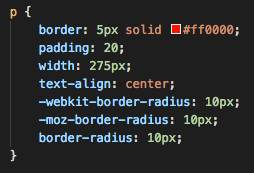 p {
border: 5px solid #ff0000;
padding: 20;
width: 275px;
text-align: center;
-webkit-border-radius: 10px;
-moz-border-radius: 10px;
border-radius: 10px;
}